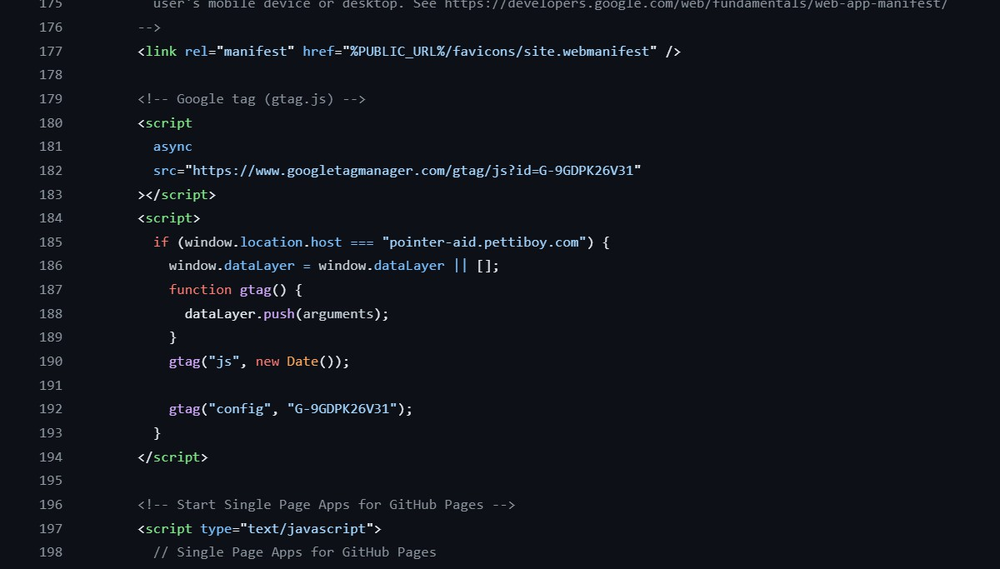 175 user's mobile device or desktop. See https://developers.google.com/web/fundamentals/web-app-manifest/
176 -->
177 <link rel="manifest" href="%PUBLIC_URL%/favicons/site.webmanifest" />
178
179 <!-- Google tag (gtag.js) -->
180 <script
181 async
182 src="https://www.googletagmanager.com/gtag/js?id=G-9GDPK26V31"
183 ></script>
184 <script>
185 if (window.location.host === "pointer-aid.pettiboy.com") {
186 window.dataLayer = window.dataLayer || [];
187 function gtag() {
188 dataLayer.push(arguments);
189 }
190 gtag("js", new Date());
191
192 gtag("config", "G-9GDPK26V31");
193 }
194 </script>
195
196 <!-- Start Single Page Apps for GitHub Pages -->
197 <script type="text/javascript">
198 // Single Page Apps for GitHub Pages